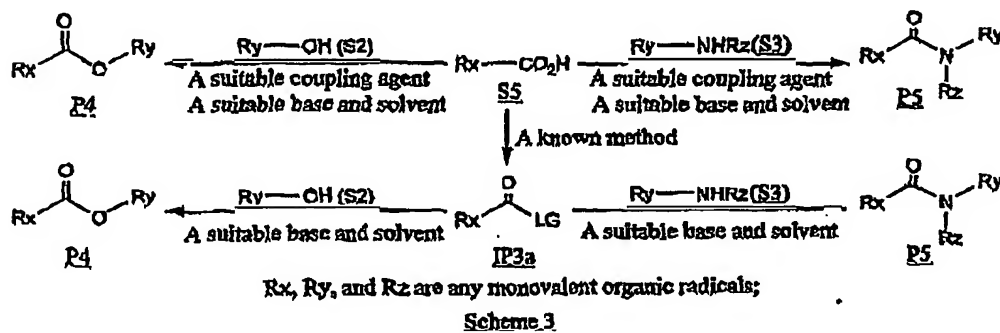 O Rx O Ry P4
Ry—OH (S2)
A suitable coupling agent
A suitable base and solvent
Rx—CO₂H
S5
Ry—NHRz (S3)
A suitable coupling agent
A suitable base and solvent
O Rx N Ry Rz P5
A known method
O Rx O Ry P4
Ry—OH (S2)
A suitable base and solvent
O Rx LG
IP3a
Ry—NHRz (S3)
A suitable base and solvent
O Rx N Ry Rz P5
Rx, Ry, and Rz are any monovalent organic radicals;
Scheme 3